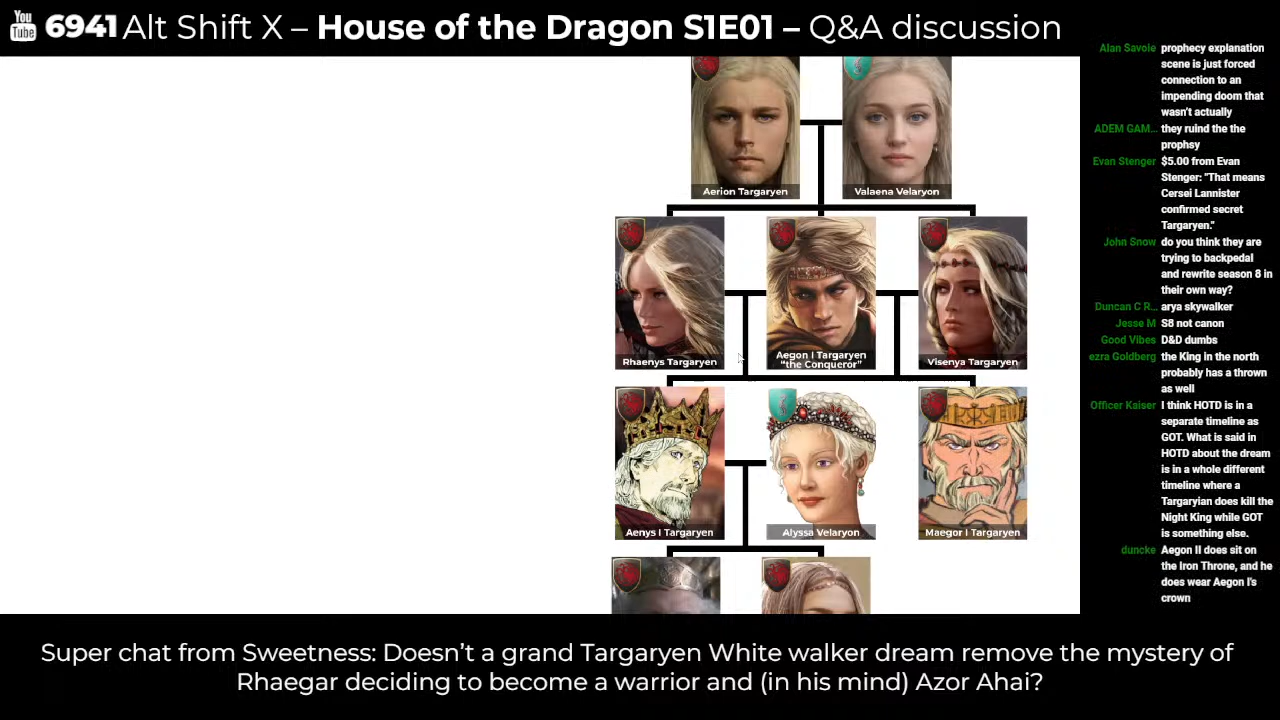 You
Tube
6941 Alt Shift X – House of the Dragon S1E01 – Q&A discussion
Aerion Targaryen
Valaena Velaryon
Rhaenys Targaryen
Aegon I Targaryen
"the Conqueror"
Visenya Targaryen
Aenys I Targaryen
Alyssa Velaryon
Maegor I Targaryen
Alan Savoie prophecy explanation
scene is just forced
connection to an
impending doom that
wasn't actually
ADEM GAM... they ruind the the
prophsy
Evan Stenger $5.00 from Evan
Stenger: "That means
Cersei Lannister
confirmed secret
Targaryen."
John Snow do you think they are
trying to backpedal
and rewrite season 8 in
their own way?
Duncan C R... arya skywalker
Jesse M S8 not canon
Good Vibes D&D dumbs
ezra Goldberg the King in the north
probably has a thrown
as well
Officer Kaiser I think HOTD is in a
separate timeline as
GOT. What is said in
HOTD about the dream
is in a whole different
timeline where a
Targaryian does kill the
Night King while GOT
is something else.
duncke Aegon II does sit on
the Iron Throne, and he
does wear Aegon I's
crown
Super chat from Sweetness: Doesn't a grand Targaryen White walker dream remove the mystery of
Rhaegar deciding to become a warrior and (in his mind) Azor Ahai?